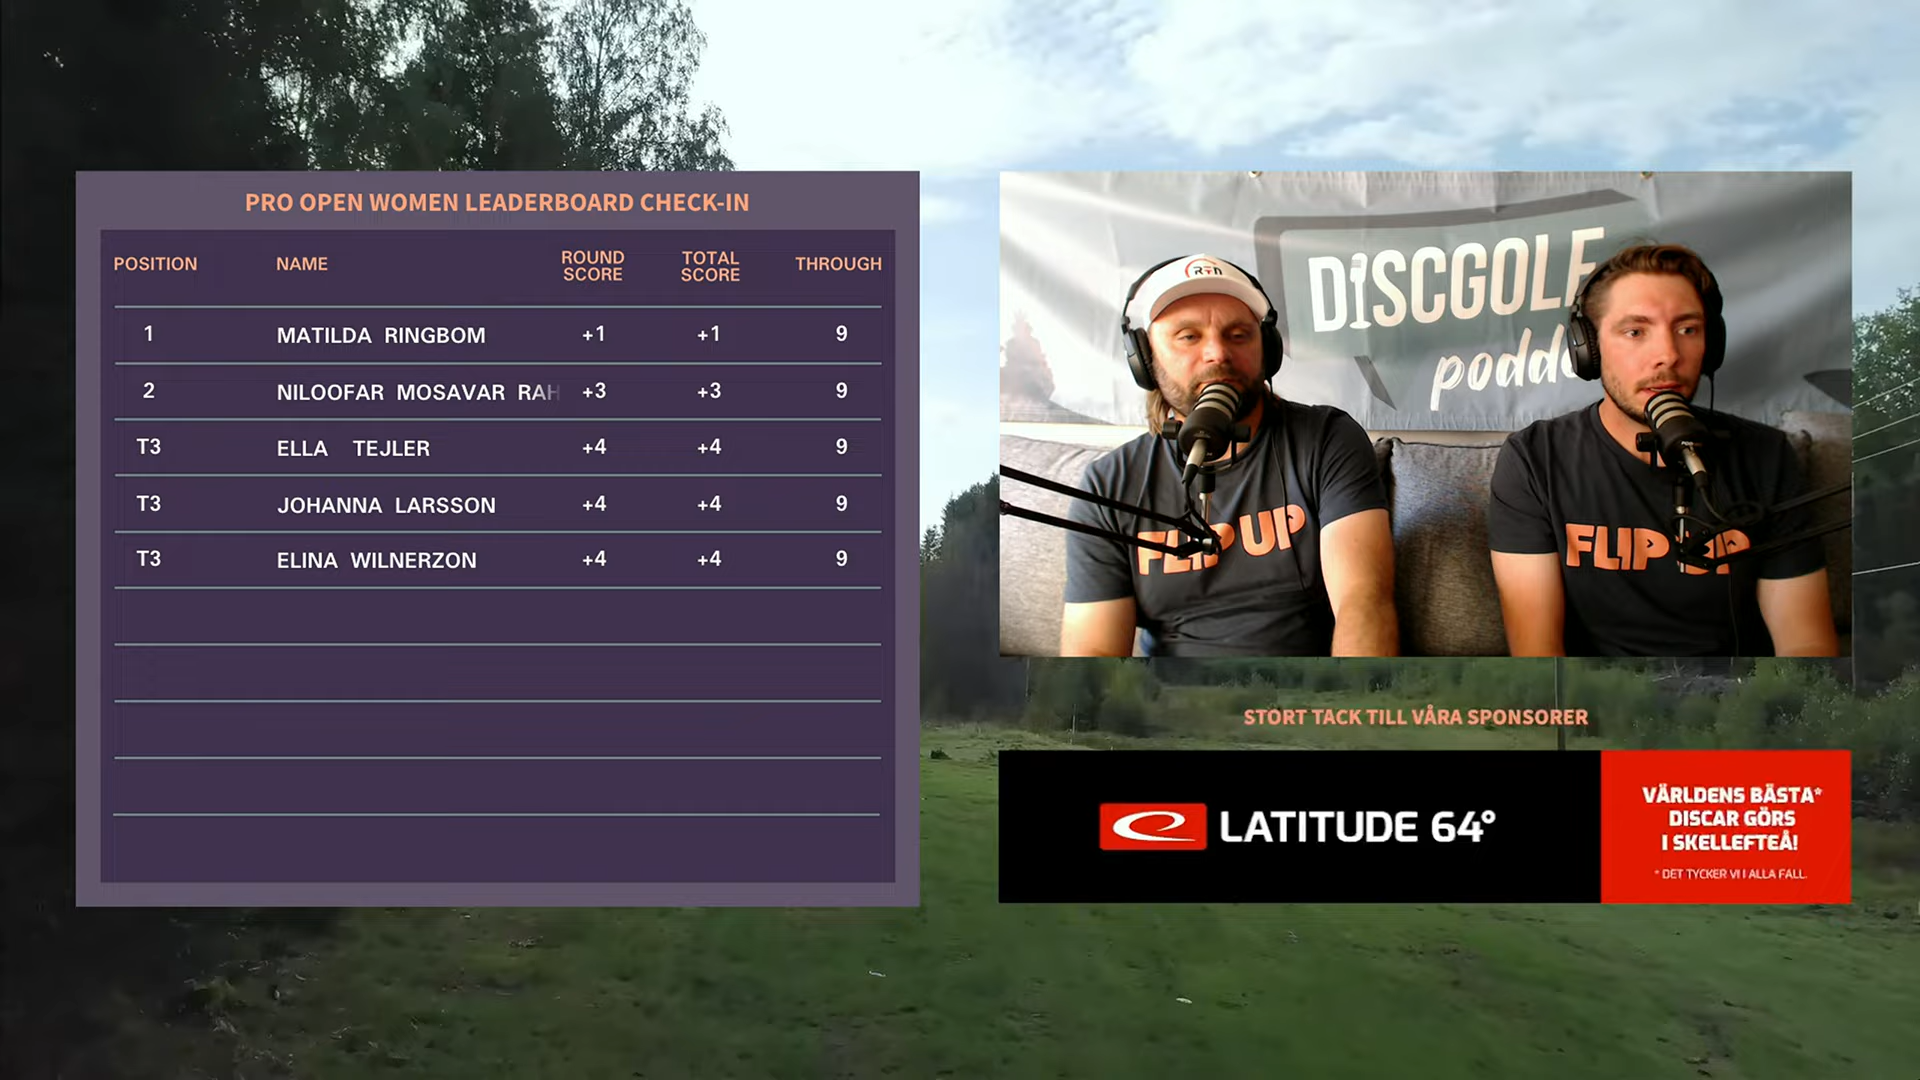 PRO OPEN WOMEN LEADERBOARD CHECK-IN
POSITION NAME ROUND SCORE TOTAL SCORE THROUGH
1 MATILDA RINGBOM +1 +1 9
2 NILOOFAR MOSAVAR RAH +3 +3 9
T3 ELLA TEJLER +4 +4 9
T3 JOHANNA LARSSON +4 +4 9
T3 ELINA WILNERZON +4 +4 9
DISCGOLF
podd
RTN
FLIP UP
FLIP UP
STORT TACK TILL VÅRA SPONSORER
LATITUDE 64°
VÄRLDENS BÄSTA*
DISCAR GÖRS
I SKELLEFTEÅ!
* DET TYCKER VI I ALLA FALL.